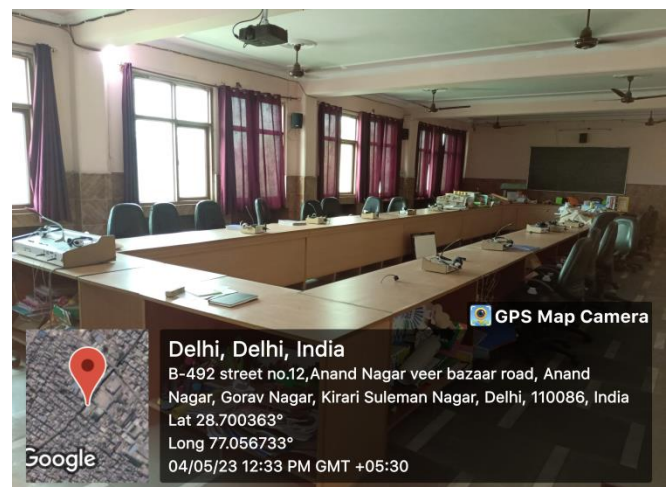 GPS Map Camera
Delhi, Delhi, India
B-492 street no.12,Anand Nagar veer bazaar road, Anand
Nagar, Gorav Nagar, Kirari Suleman Nagar, Delhi, 110086, India
Lat 28.700363°
Long 77.056733°
04/05/23 12:33 PM GMT +05:30
Google